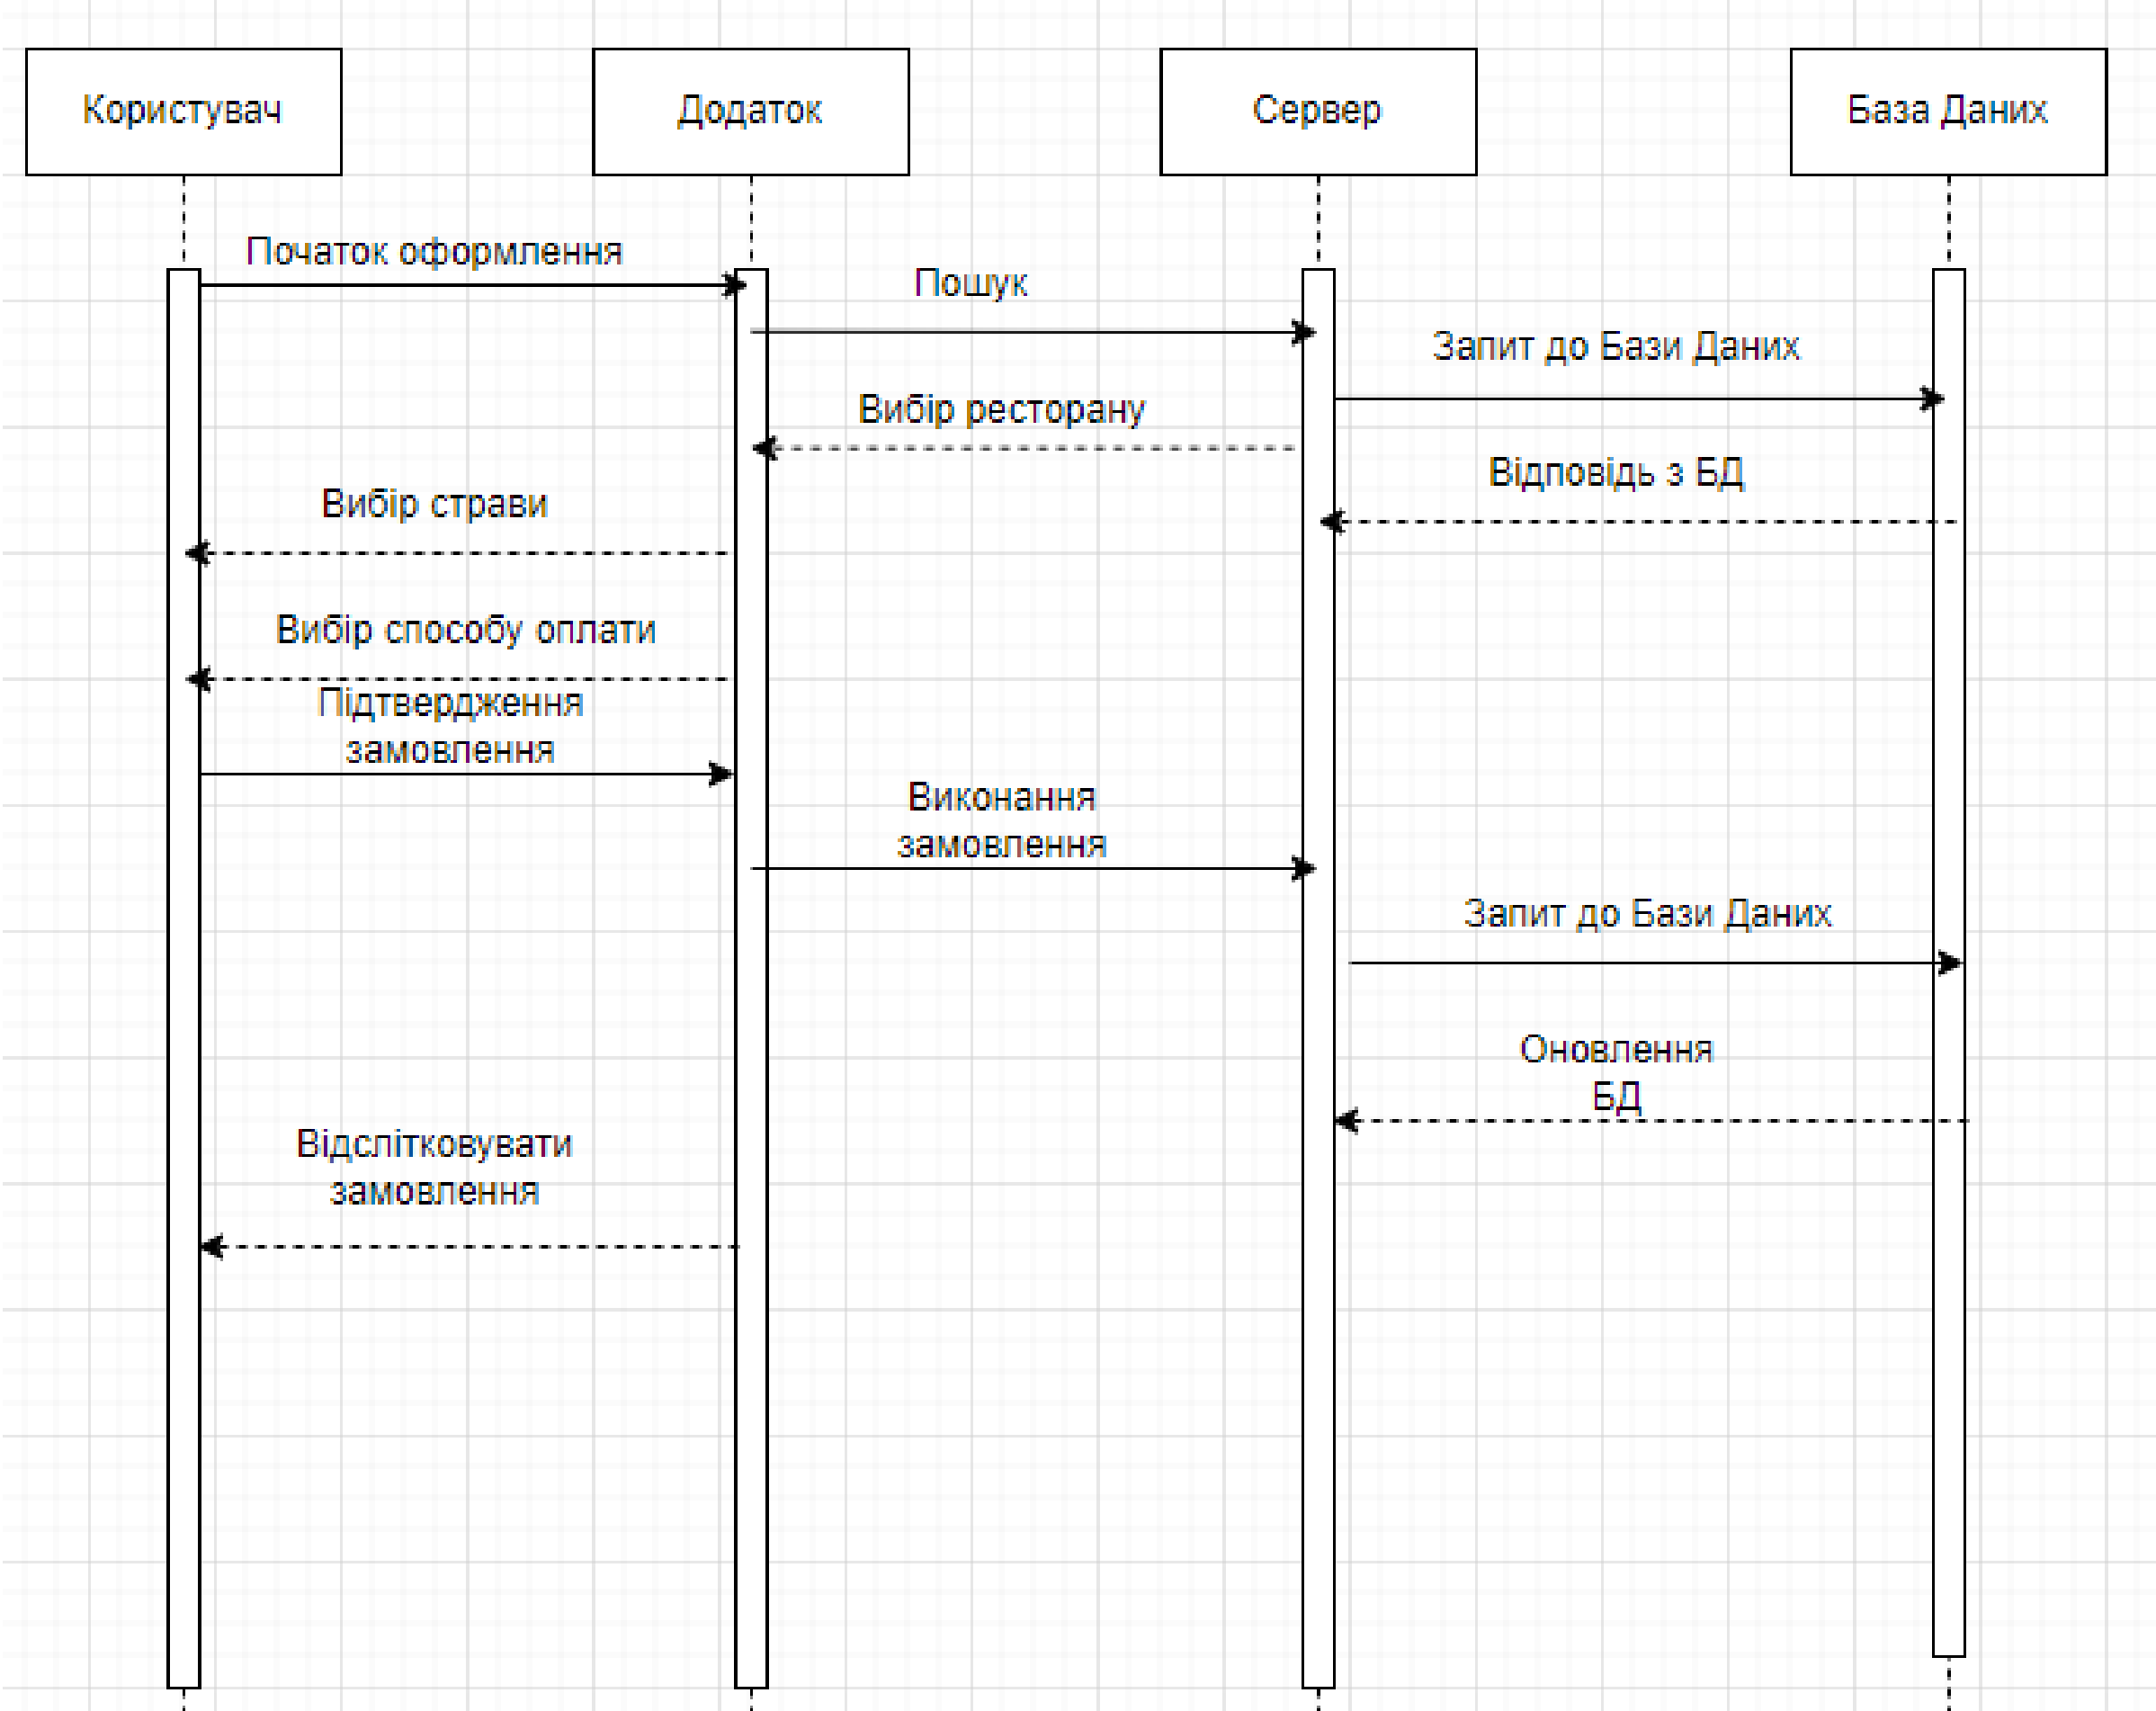 Користувач
Додаток
Сервер
База Даних
Початок оформлення
Пошук
Запит до Бази Даних
Вибір ресторану
Відповідь з БД
Вибір страви
Вибір способу оплати
Підтвердження
замовлення
Виконання
замовлення
Запит до Бази Даних
Оновлення
БД
Відслітковувати
замовлення